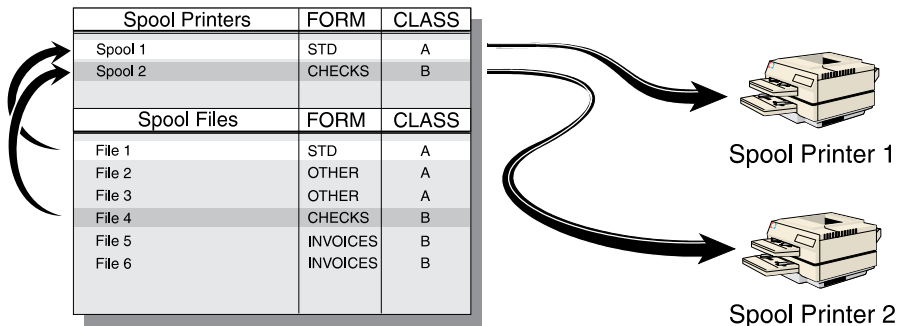 Spool Printers FORM CLASS
Spool 1 STD A
Spool 2 CHECKS B
Spool Files FORM CLASS
File 1 STD A
File 2 OTHER A
File 3 OTHER A
File 4 CHECKS B
File 5 INVOICES B
File 6 INVOICES B
Spool Printer 1
Spool Printer 2